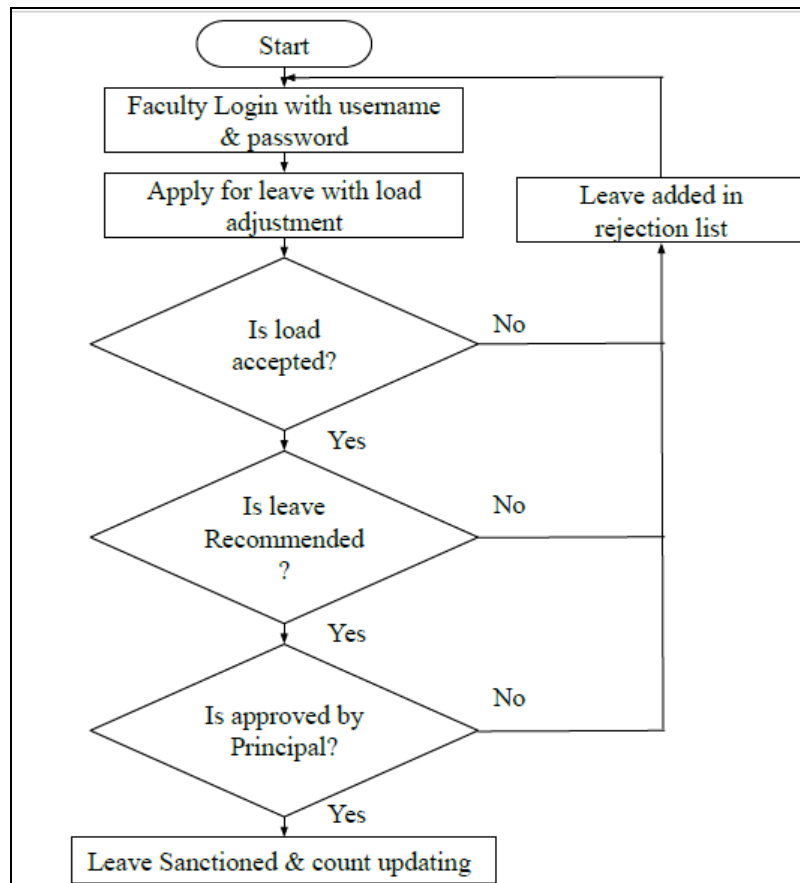 Start
Faculty Login with username
& password
Apply for leave with load
adjustment
Leave added in
rejection list
Is load
accepted?
No
Yes
Is leave
Recommended
?
No
Yes
Is approved by
Principal?
No
Yes
Leave Sanctioned & count updating